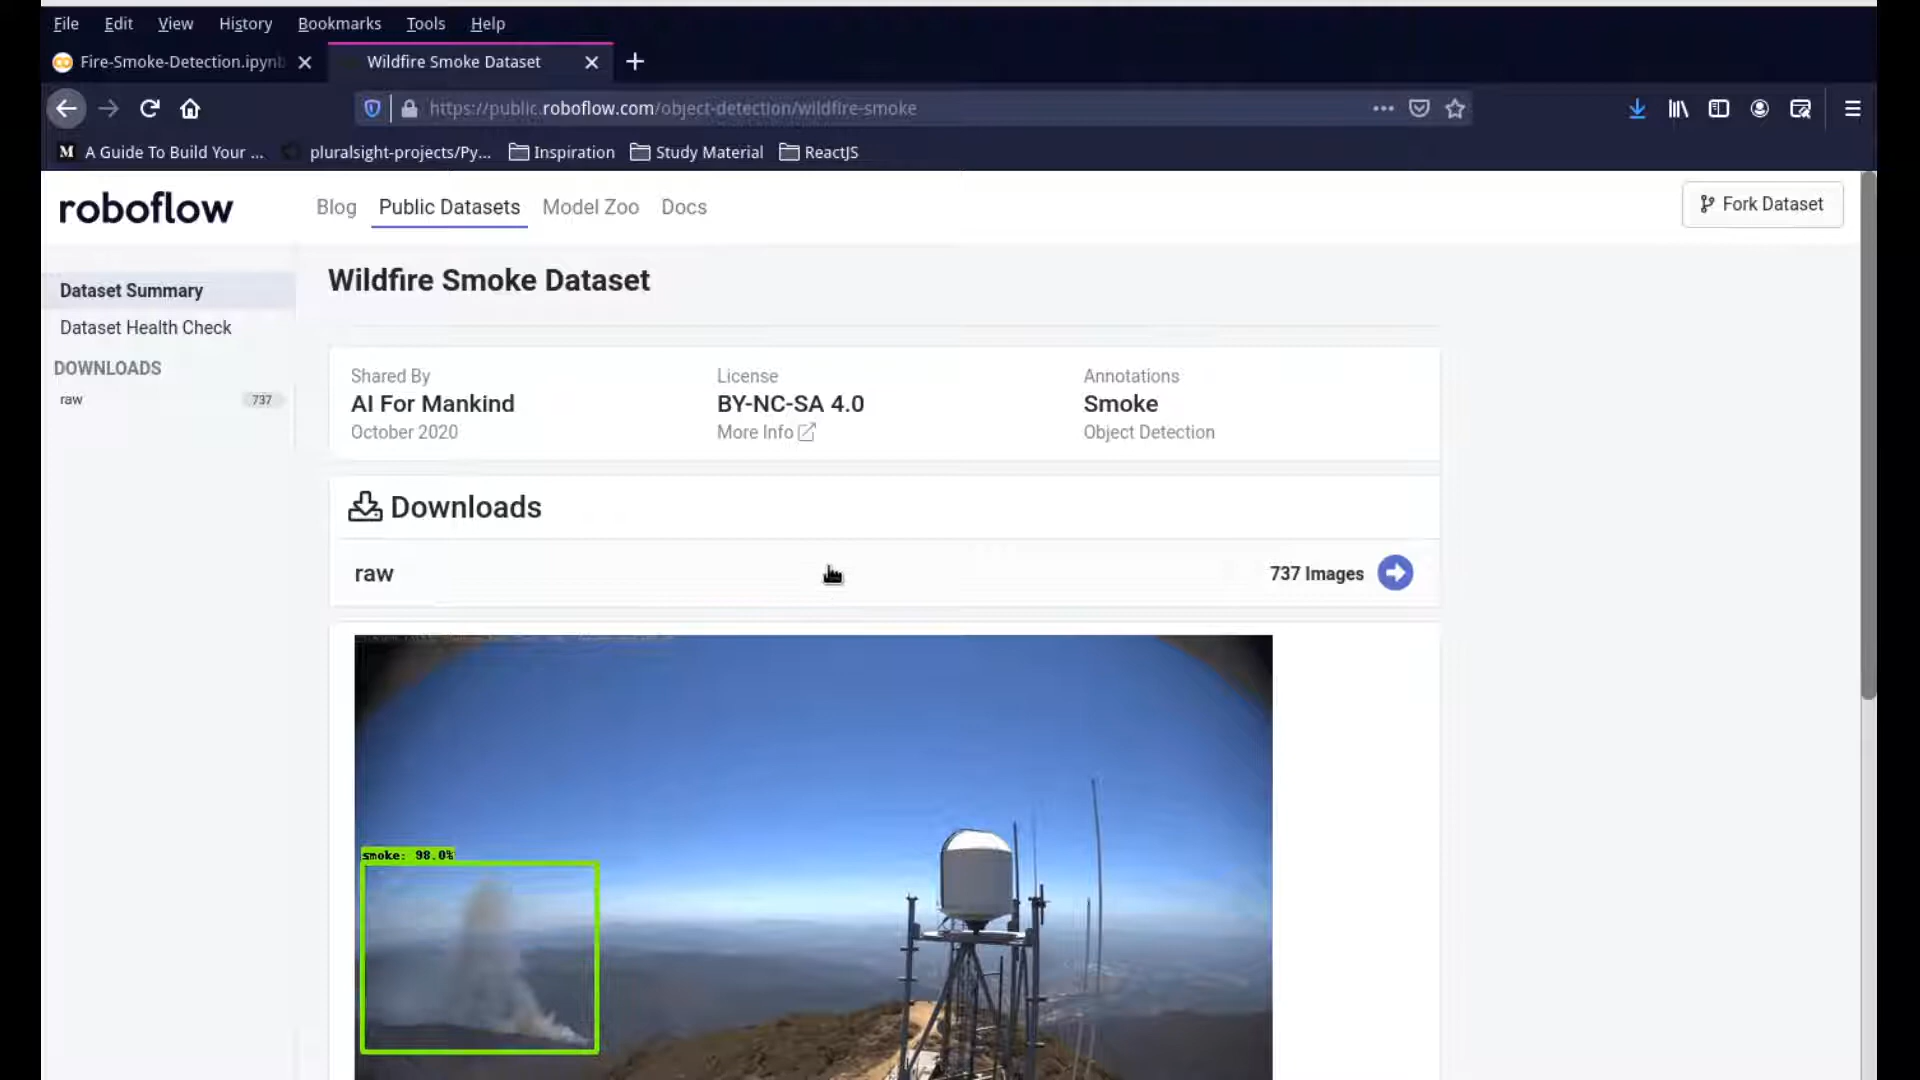 File Edit View History Bookmarks Tools Help
Fire-Smoke-Detection.ipynb
Wildfire Smoke Dataset
https://public.roboflow.com/object-detection/wildfire-smoke
M A Guide To Build Your ... pluralsight-projects/Py... Inspiration Study Material ReactJS
roboflow
Blog Public Datasets Model Zoo Docs
Fork Dataset
Dataset Summary
Dataset Health Check
DOWNLOADS
raw 737
Wildfire Smoke Dataset
Shared By
AI For Mankind
October 2020
License
BY-NC-SA 4.0
More Info
Annotations
Smoke
Object Detection
Downloads
raw
737 Images
smoke: 98.0%